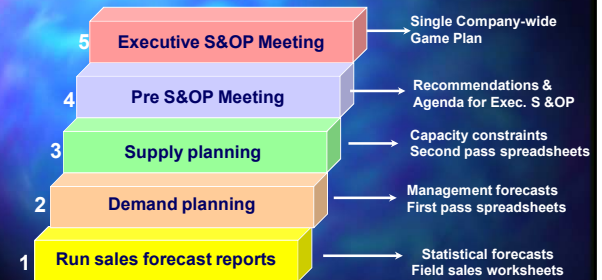 5
Executive S&OP Meeting
Single Company-wide
Game Plan
4
Pre S&OP Meeting
Recommendations &
Agenda for Exec. S &OP
3
Supply planning
Capacity constraints
Second pass spreadsheets
2
Demand planning
Management forecasts
First pass spreadsheets
1
Run sales forecast reports
Statistical forecasts
Field sales worksheets